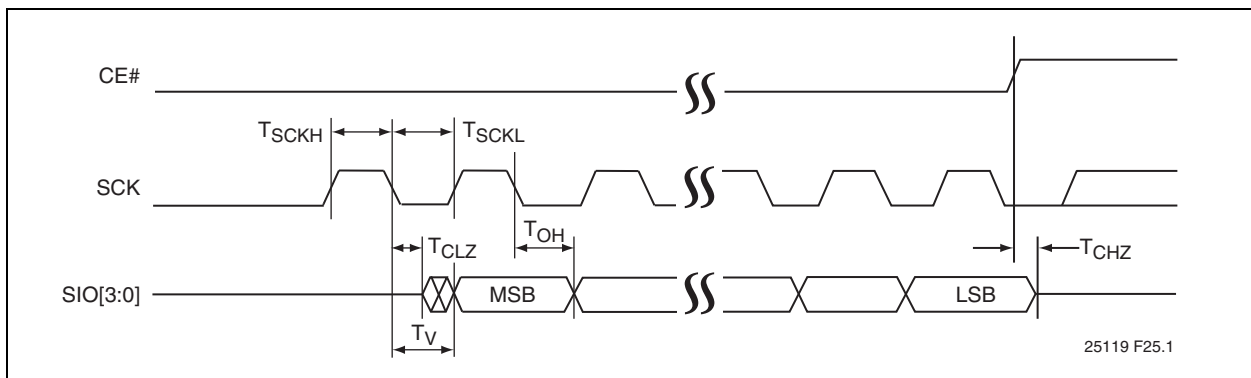 CE#
TSCKH
TSCKL
SCK
TOH
TCLZ
TCHZ
SIO[3:0]
MSB
LSB
TV
25119 F25.1